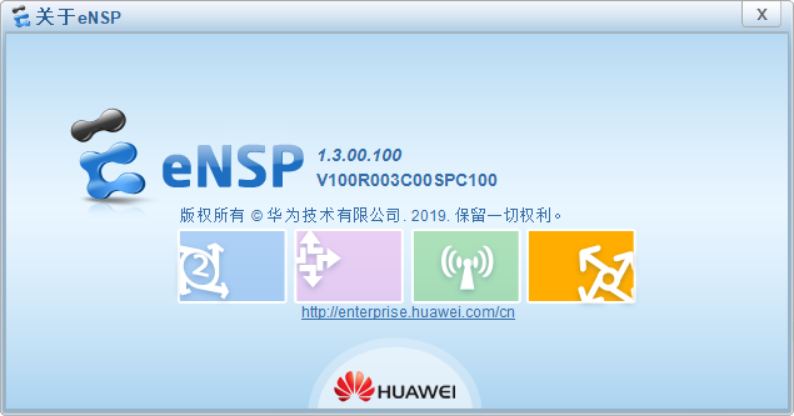 关于eNSP
X
eNSP
1.3.00.100
V100R003C00SPC100
版权所有 © 华为技术有限公司. 2019. 保留一切权利。
2
http://enterprise.huawei.com/cn
HUAWEI